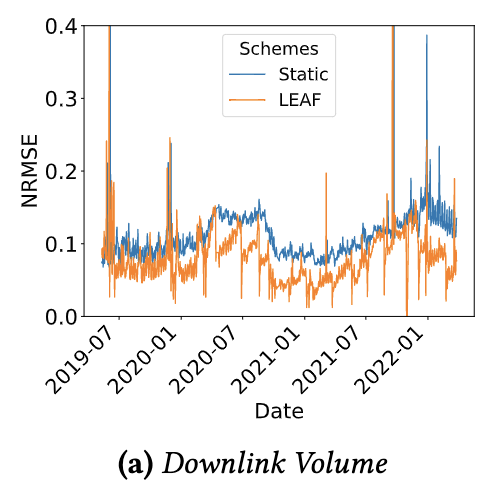 0.4
Schemes
Static
LEAF
0.3
NRMSE
0.2
0.1
0.0
2019-07
2020-01
2020-07
2021-01
2021-07
2022-01
Date
(a) Downlink Volume